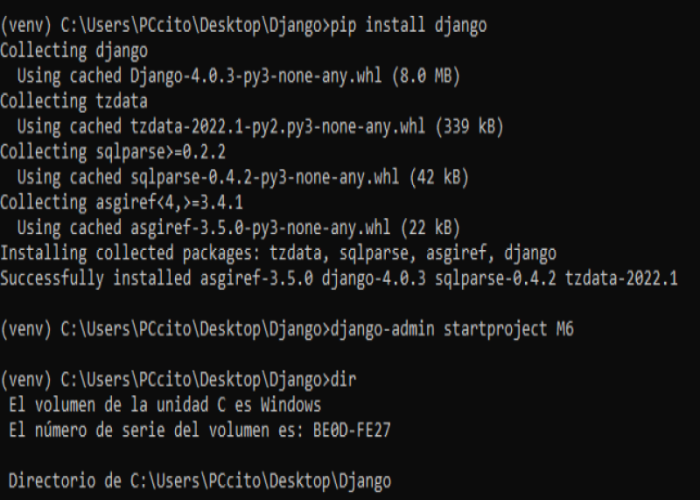 (venv) C:\Users\PCcito\Desktop\Django>pip install django
Collecting django
  Using cached Django-4.0.3-py3-none-any.whl (8.0 MB)
Collecting tzdata
  Using cached tzdata-2022.1-py2.py3-none-any.whl (339 kB)
Collecting sqlparse>=0.2.2
  Using cached sqlparse-0.4.2-py3-none-any.whl (42 kB)
Collecting asgiref<4,>=3.4.1
  Using cached asgiref-3.5.0-py3-none-any.whl (22 kB)
Installing collected packages: tzdata, sqlparse, asgiref, django
Successfully installed asgiref-3.5.0 django-4.0.3 sqlparse-0.4.2 tzdata-2022.1
(venv) C:\Users\PCcito\Desktop\Django>django-admin startproject M6
(venv) C:\Users\PCcito\Desktop\Django>dir
 El volumen de la unidad C es Windows
 El número de serie del volumen es: BE0D-FE27
 Directorio de C:\Users\PCcito\Desktop\Django